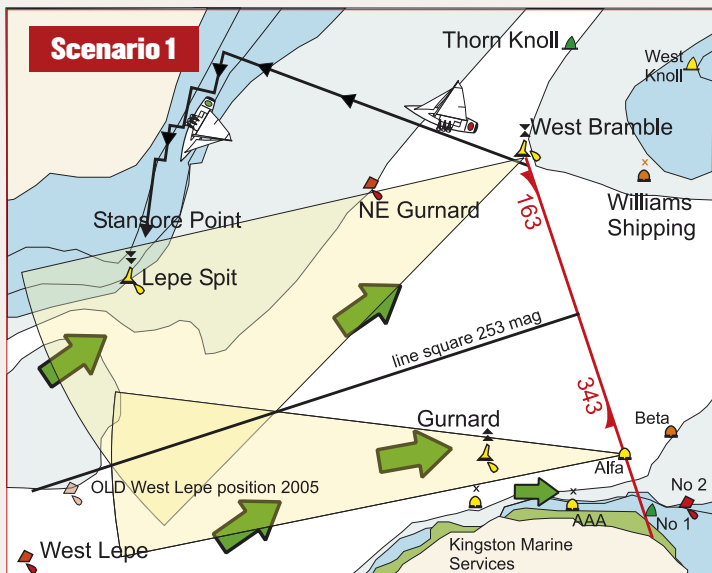 Scenario 1
Thorn Knoll
West
Knoll
West Bramble
Williams
Shipping
NE Gurnard
163
Stansore Point
Lepe Spit
line square 253 mag
343
Gurnard
Beta
Alfa
OLD West Lepe position 2005
No 2
AAA
No 1
West Lepe
Kingston Marine
Services